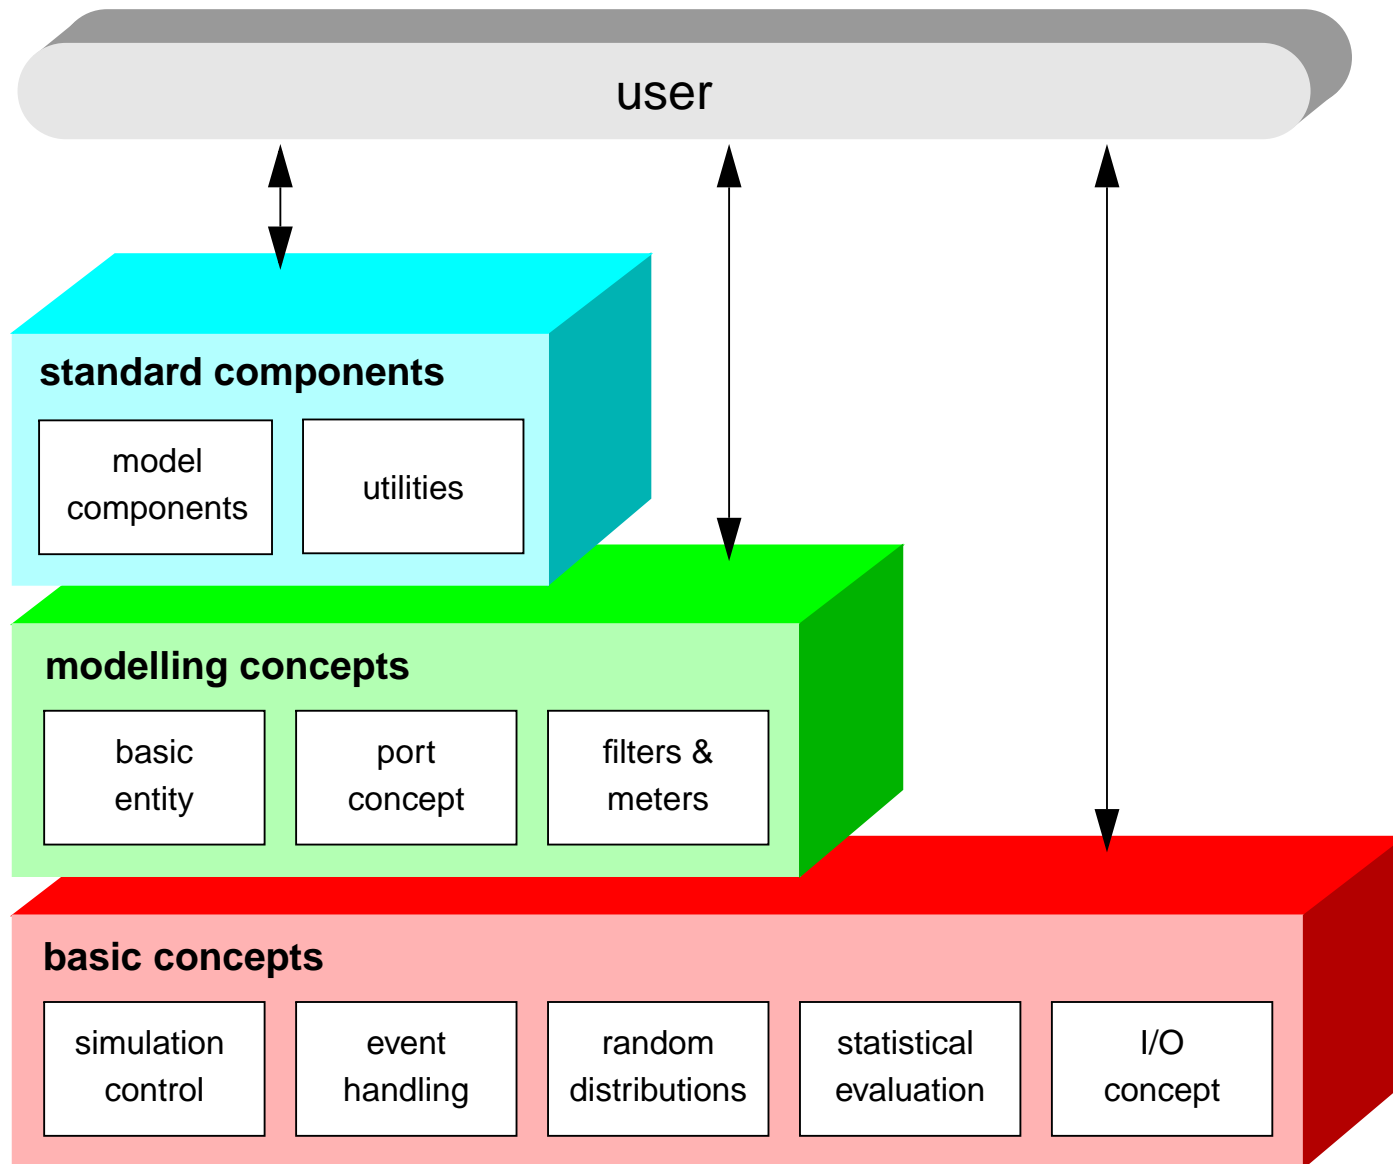 user
standard components
model
components
utilities
modelling concepts
basic
entity
port
concept
filters &
meters
basic concepts
simulation
control
event
handling
random
distributions
statistical
evaluation
I/O
concept